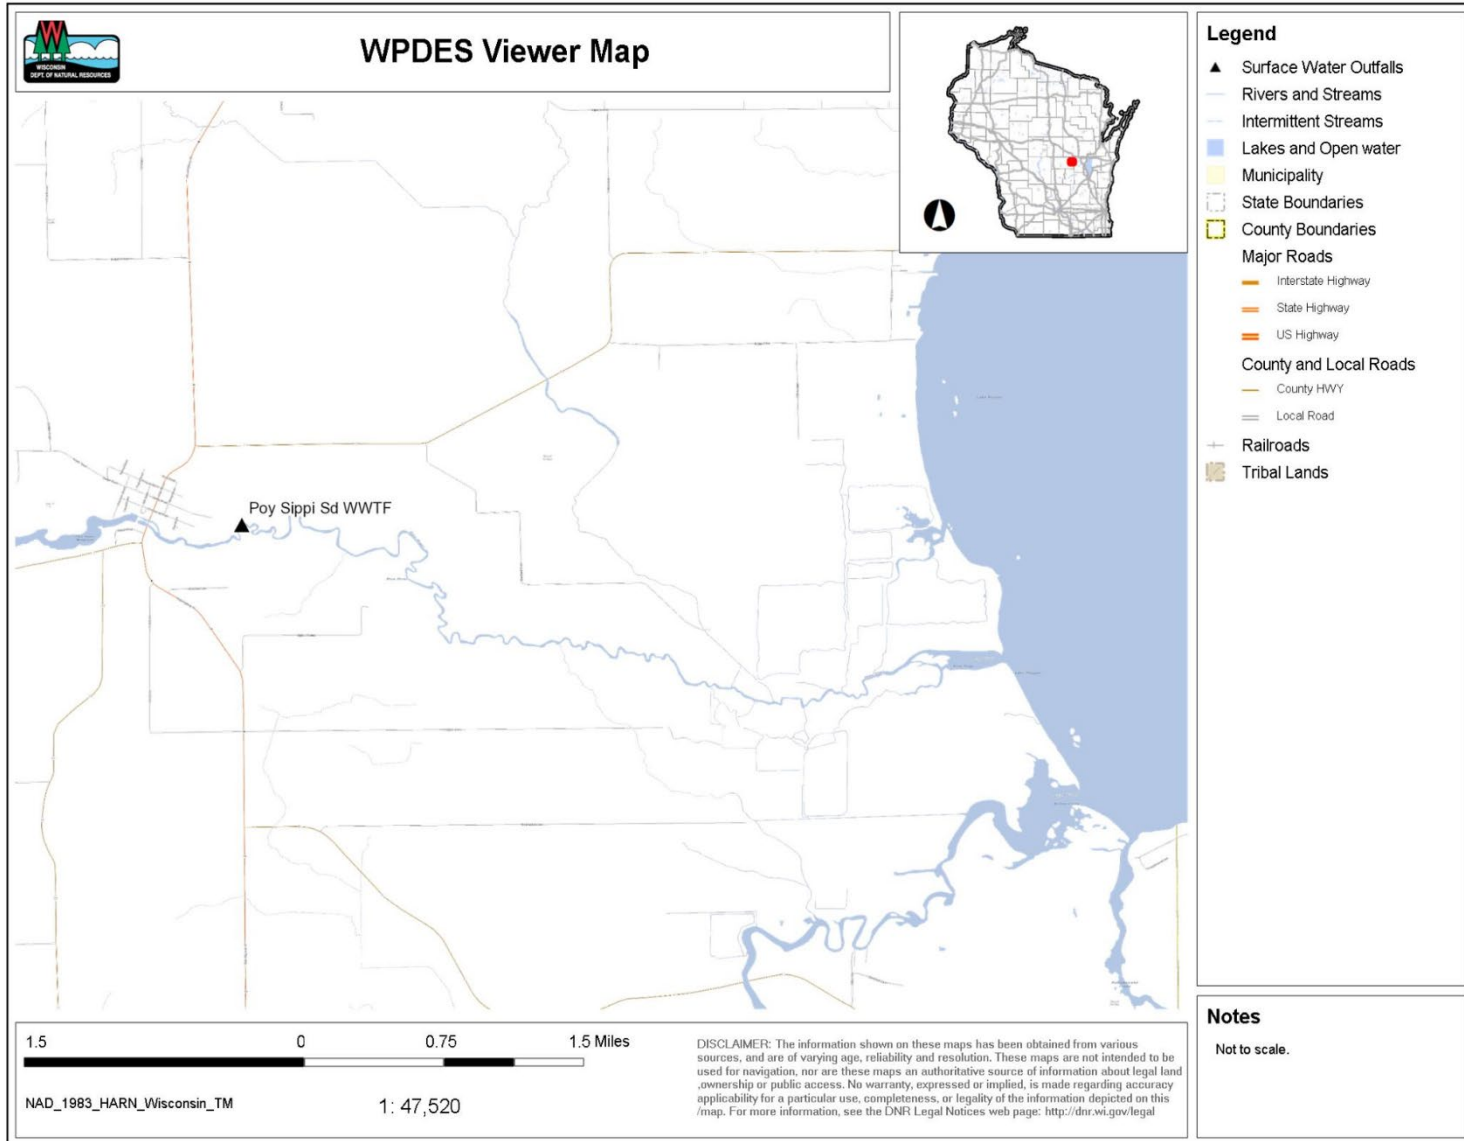 WISCONSIN
DEPT. OF NATURAL RESOURCES
WPDES Viewer Map
Legend
Surface Water Outfalls
Rivers and Streams
Intermittent Streams
Lakes and Open water
Municipality
State Boundaries
County Boundaries
Major Roads
Interstate Highway
State Highway
US Highway
County and Local Roads
County HWY
Local Road
Railroads
Tribal Lands
Poy Sippi Sd WWTF
Notes
Not to scale.
1.5 0 0.75 1.5 Miles
NAD_1983_HARN_Wisconsin_TM
1: 47,520
DISCLAIMER: The information shown on these maps has been obtained from various
sources, and are of varying age, reliability and resolution. These maps are not intended to be
used for navigation, nor are these maps an authoritative source of information about legal land
,ownership or public access. No warranty, expressed or implied, is made regarding accuracy
applicability for a particular use, completeness, or legality of the information depicted on this
/map. For more information, see the DNR Legal Notices web page: http://dnr.wi.gov/legal